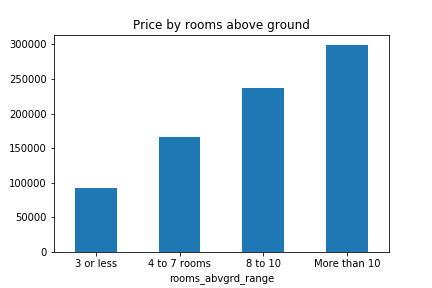 Price by rooms above ground
300000
250000
200000
150000
100000
50000
0
3 or less 4 to 7 rooms 8 to 10 More than 10
rooms_abvgrd_range